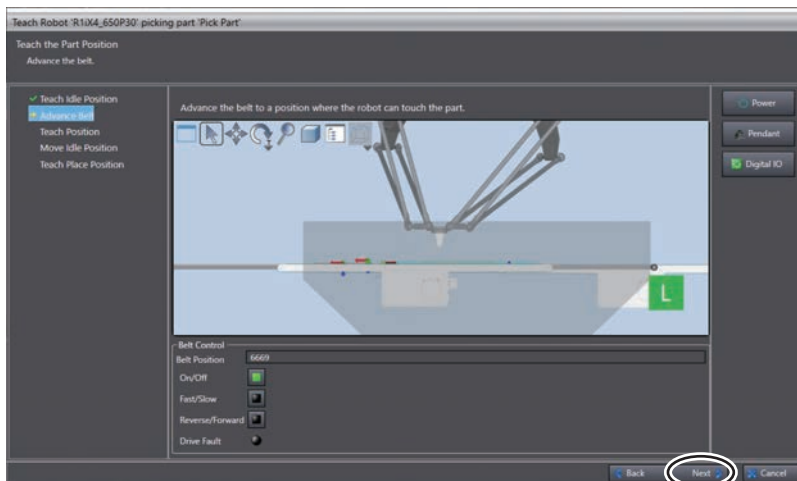 Teach Robot 'R1iX4_650P30' picking part 'Pick Part'
Teach the Part Position
Advance the belt.
Teach Idle Position
Advance Belt
Teach Position
Move Idle Position
Teach Place Position
Advance the belt to a position where the robot can touch the part.
L
Power
Pendant
Digital IO
Belt Control
Belt Position 6669
On/Off
Fast/Slow
Reverse/Forward
Drive Fault
Back Next Cancel